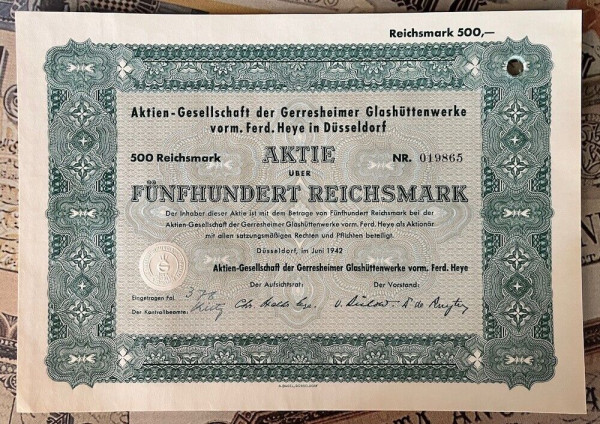 Reichsmark 500,—
Aktien-Gesellschaft der Gerresheimer Glashüttenwerke
vorm. Ferd. Heye in Düsseldorf
500 Reichsmark AKTIE NR. 019865
ÜBER
FÜNFHUNDERT REICHSMARK
Der Inhaber dieser Aktie ist mit dem Betrage von Fünfhundert Reichsmark bei der
Aktien-Gesellschaft der Gerresheimer Glashüttenwerke vorm. Ferd. Heye als Aktionär
mit allen satzungsmäßigen Rechten und Pflichten beteiligt.
Düsseldorf, im Juni 1942
Aktien-Gesellschaft der Gerresheimer Glashüttenwerke vorm. Ferd. Heye
Der Aufsichtsrat: Der Vorstand:
Eingetragen Fol. 378
Der Kontrollbeamte: